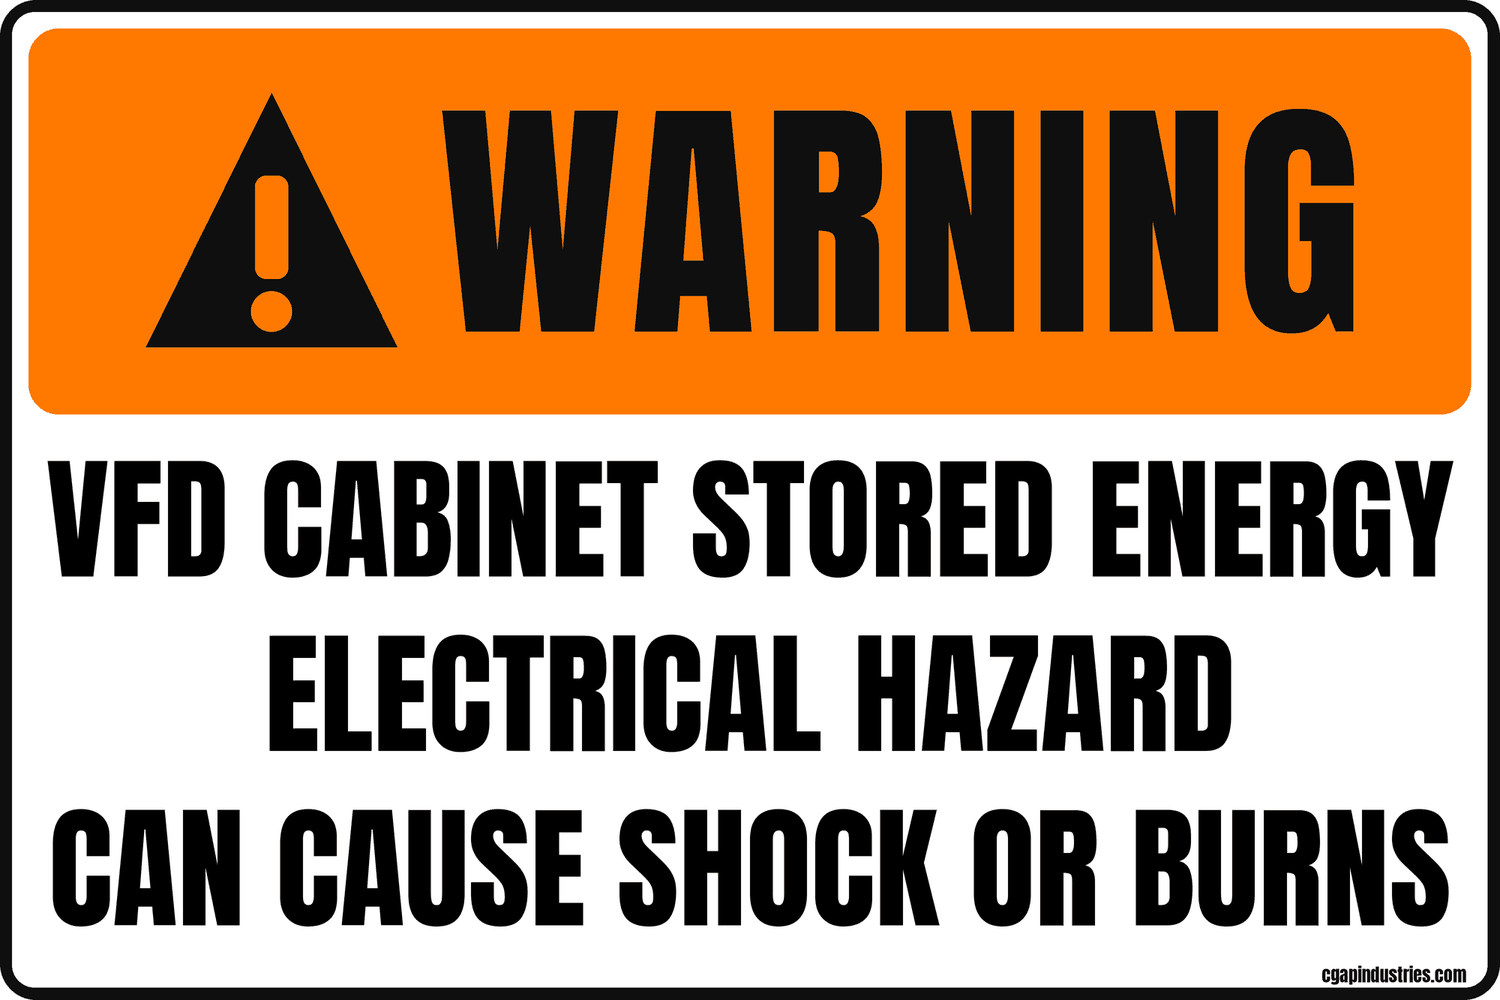 WARNING
VFD CABINET STORED ENERGY
ELECTRICAL HAZARD
CAN CAUSE SHOCK OR BURNS
cgapindustries.com